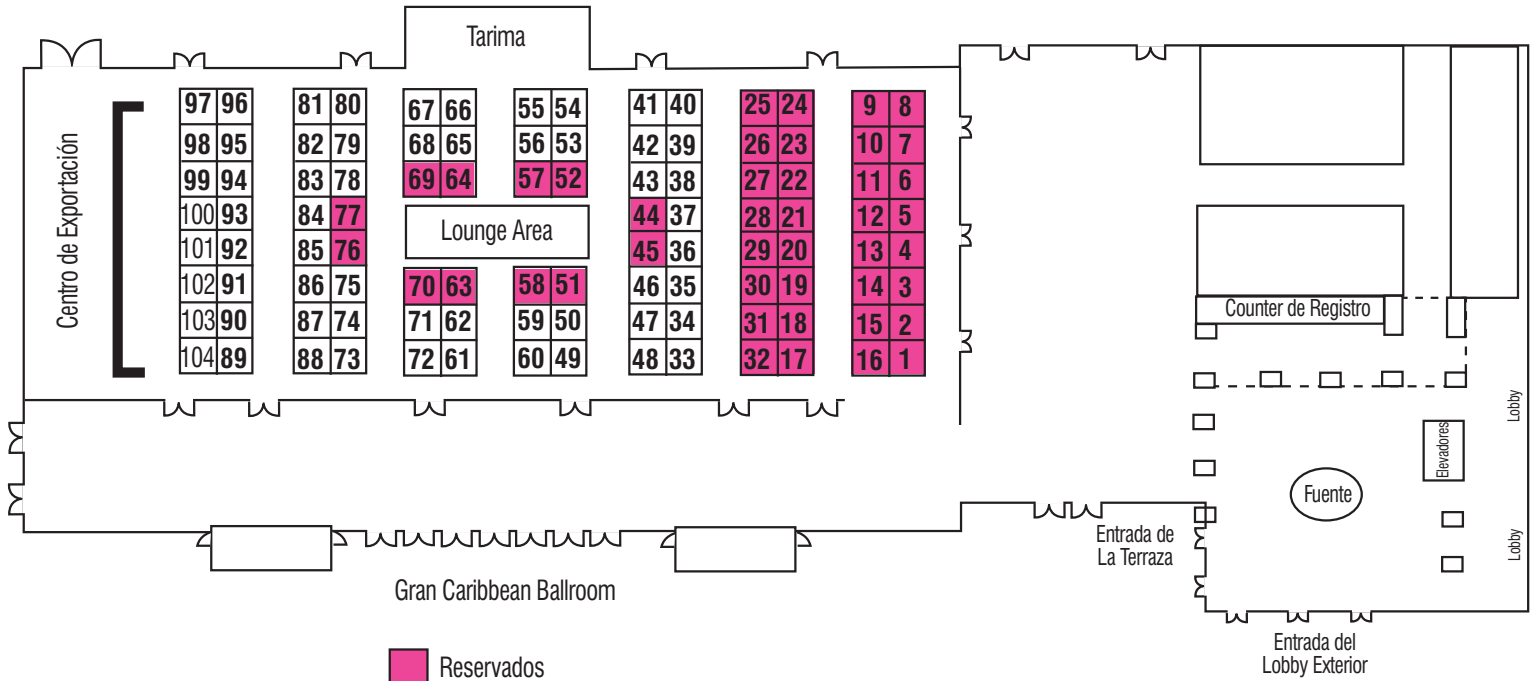 Tarima
Centro de Exportación
97 96 81 80 67 66 55 54 41 40 25 24 9 8
98 95 82 79 68 65 56 53 42 39 26 23 10 7
99 94 83 78 69 64 57 52 43 38 27 22 11 6
100 93 84 77 44 37 28 21 12 5
Lounge Area
101 92 85 76 45 36 29 20 13 4
102 91 86 75 70 63 58 51 46 35 30 19 14 3
103 90 87 74 71 62 59 50 47 34 31 18 15 2
104 89 88 73 72 61 60 49 48 33 32 17 16 1
Counter de Registro
Lobby
Elevadores
Fuente
Lobby
Entrada de
La Terraza
Gran Caribbean Ballroom
Entrada del
Lobby Exterior
Reservados